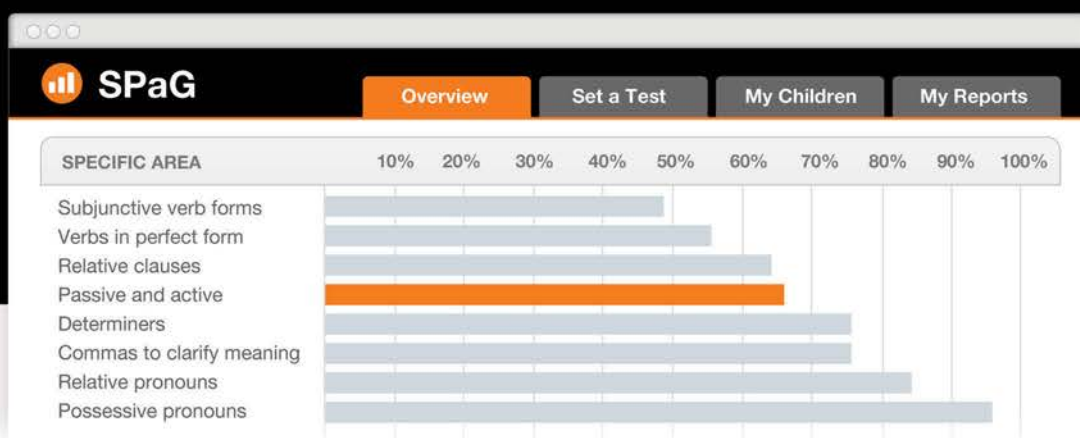 SPaG
Overview Set a Test My Children My Reports
SPECIFIC AREA 10% 20% 30% 40% 50% 60% 70% 80% 90% 100%
Subjunctive verb forms
Verbs in perfect form
Relative clauses
Passive and active
Determiners
Commas to clarify meaning
Relative pronouns
Possessive pronouns